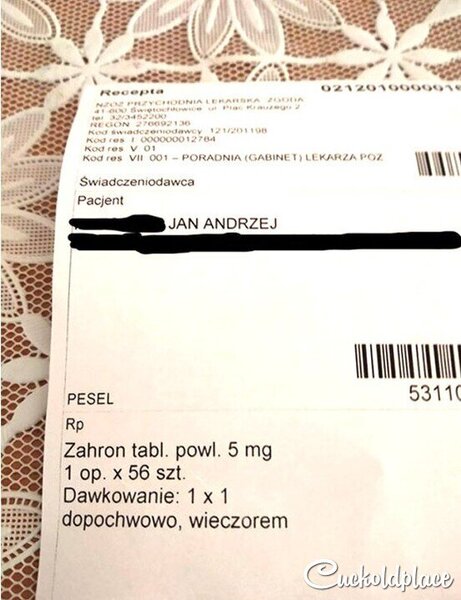 Recepta
0212010000016
NZOZ PRZYCHODNIA LEKARSKA ZGODA
41-600 Świętochłowice ul. Plac Krauzego 2
tel. 32/3452200
REGON: 276692136
Kod świadczeniodawcy 121/201198
Kod res I 000000012784
Kod res V 01
Kod res VII 001 – PORADNIA (GABINET) LEKARZA POZ
Świadczeniodawca
Pacjent
JAN ANDRZEJ
PESEL
53110
Rp
Zahron tabl. powl. 5 mg
1 op. x 56 szt.
Dawkowanie: 1 x 1
dopochwowo, wieczorem
Cuckoldplace